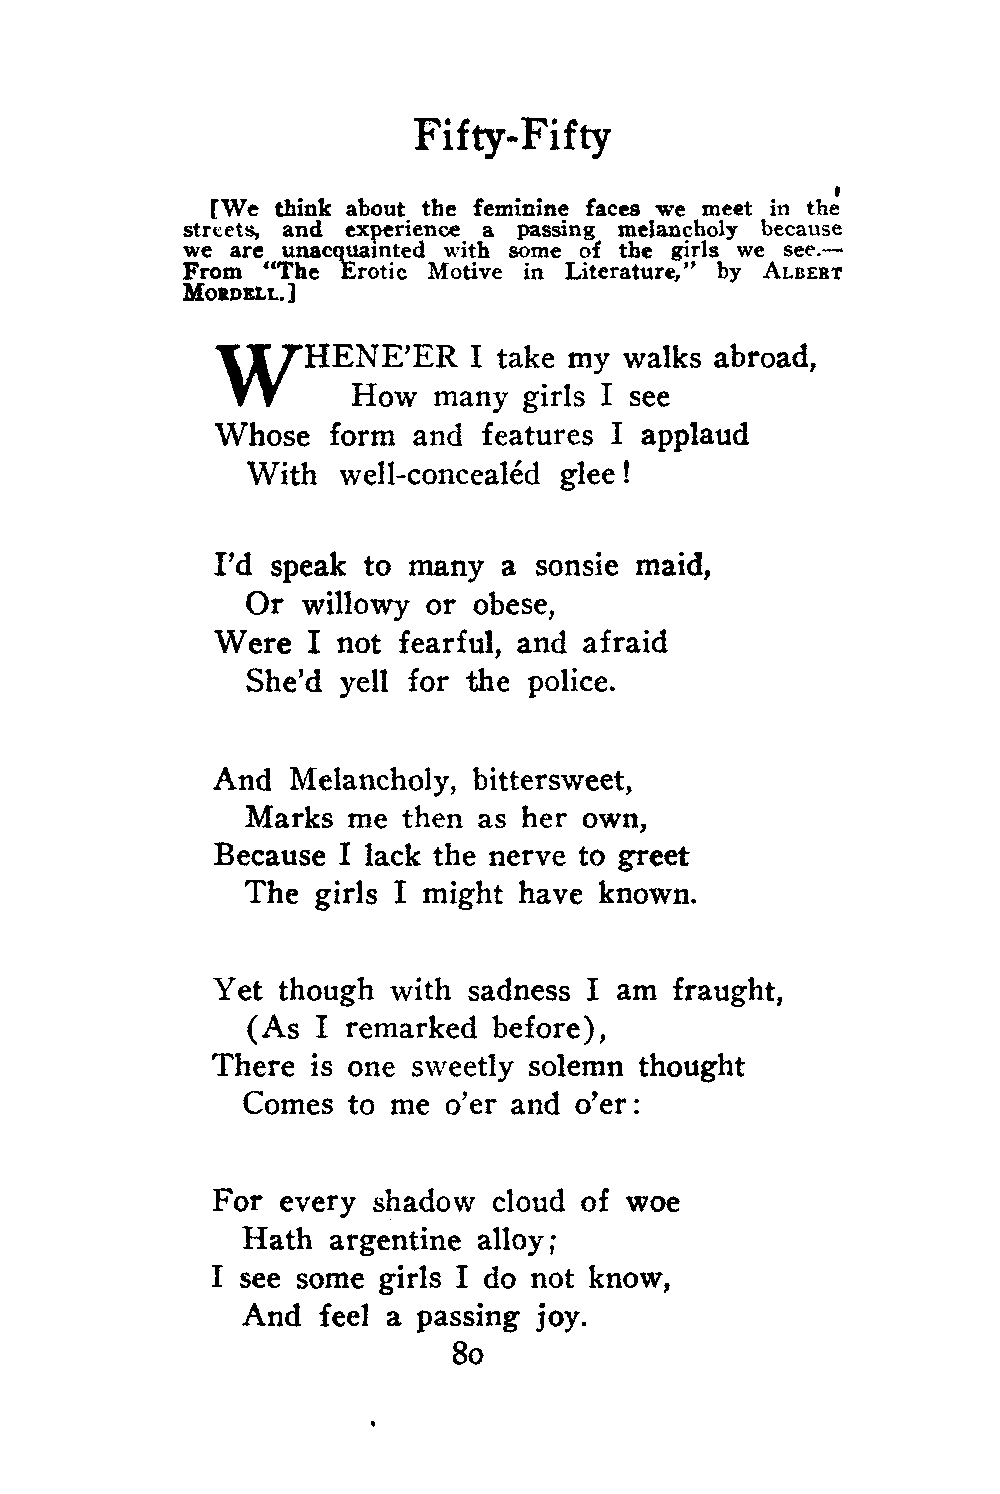 Fifty-Fifty
[We think about the feminine faces we meet in the
streets, and experience a passing melancholy because
we are unacquainted with some of the girls we see.—
From “The Erotic Motive in Literature,” by ALBERT
MORDELL.]
WHENE’ER I take my walks abroad,
How many girls I see
Whose form and features I applaud
With well-concealéd glee!
I’d speak to many a sonsie maid,
Or willowy or obese,
Were I not fearful, and afraid
She’d yell for the police.
And Melancholy, bittersweet,
Marks me then as her own,
Because I lack the nerve to greet
The girls I might have known.
Yet though with sadness I am fraught,
(As I remarked before),
There is one sweetly solemn thought
Comes to me o’er and o’er:
For every shadow cloud of woe
Hath argentine alloy;
I see some girls I do not know,
And feel a passing joy.
80